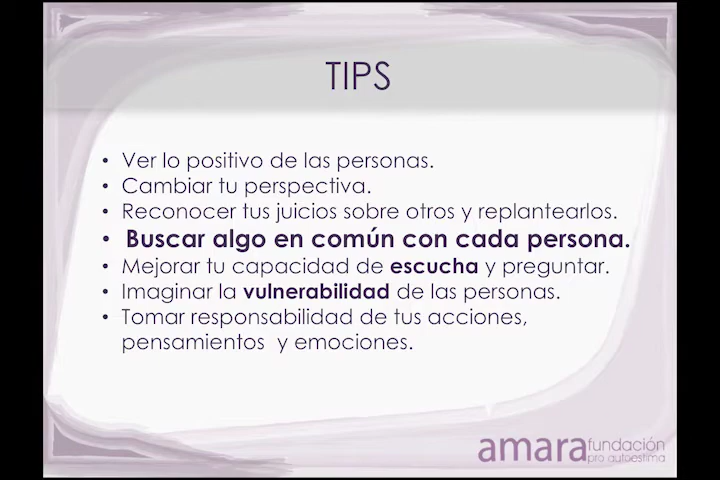 TIPS
• Ver lo positivo de las personas.
• Cambiar tu perspectiva.
• Reconocer tus juicios sobre otros y replantearlos.
• Buscar algo en común con cada persona.
• Mejorar tu capacidad de escucha y preguntar.
• Imaginar la vulnerabilidad de las personas.
• Tomar responsabilidad de tus acciones,
pensamientos y emociones.
amara fundación
pro autoestima